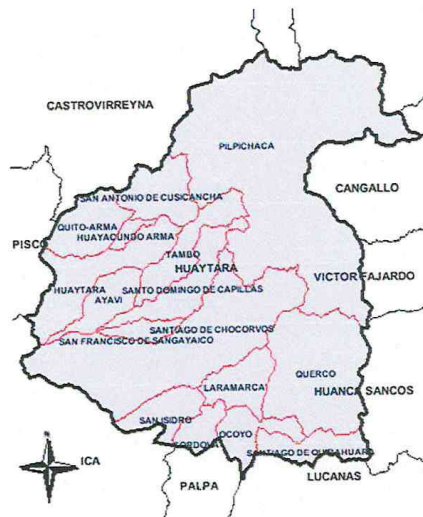 CASTROVIRREYNA
PILPICHACA
CANGALLO
SAN ANTONIO DE CUSICANCHA
QUITO-ARMA
HUAYACUNDO ARMA
PISCO
TAMBO
HUAYTARÁ
VICTOR FAJARDO
HUAYTARA
AYAVI
SANTO DOMINGO DE CAPILLAS
SANTIAGO DE CHOCORVOS
SAN FRANCISCO DE SANGAYAICO
QUERCO
LARAMARCA
HUANCA SANCOS
SAN ISIDRO
OCOYO
CORDOVA
SANTIAGO DE QUIRAHUARA
ICA
LUCANAS
PALPA